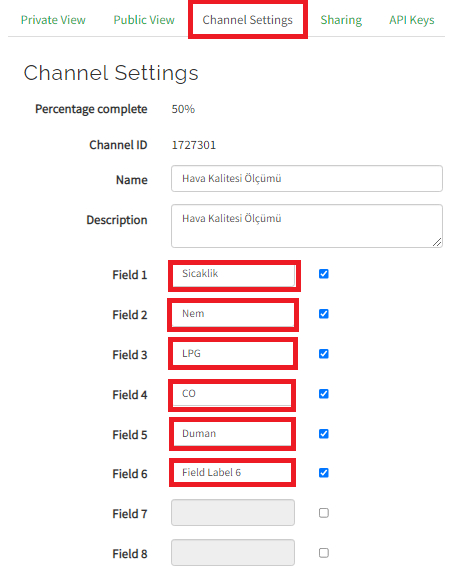 Private View Public View Channel Settings Sharing API Keys
Channel Settings
Percentage complete 50%
Channel ID 1727301
Name Hava Kalitesi Ölçümü
Description Hava Kalitesi Ölçümü
Field 1 Sicaklik
Field 2 Nem
Field 3 LPG
Field 4 CO
Field 5 Duman
Field 6 Field Label 6
Field 7
Field 8